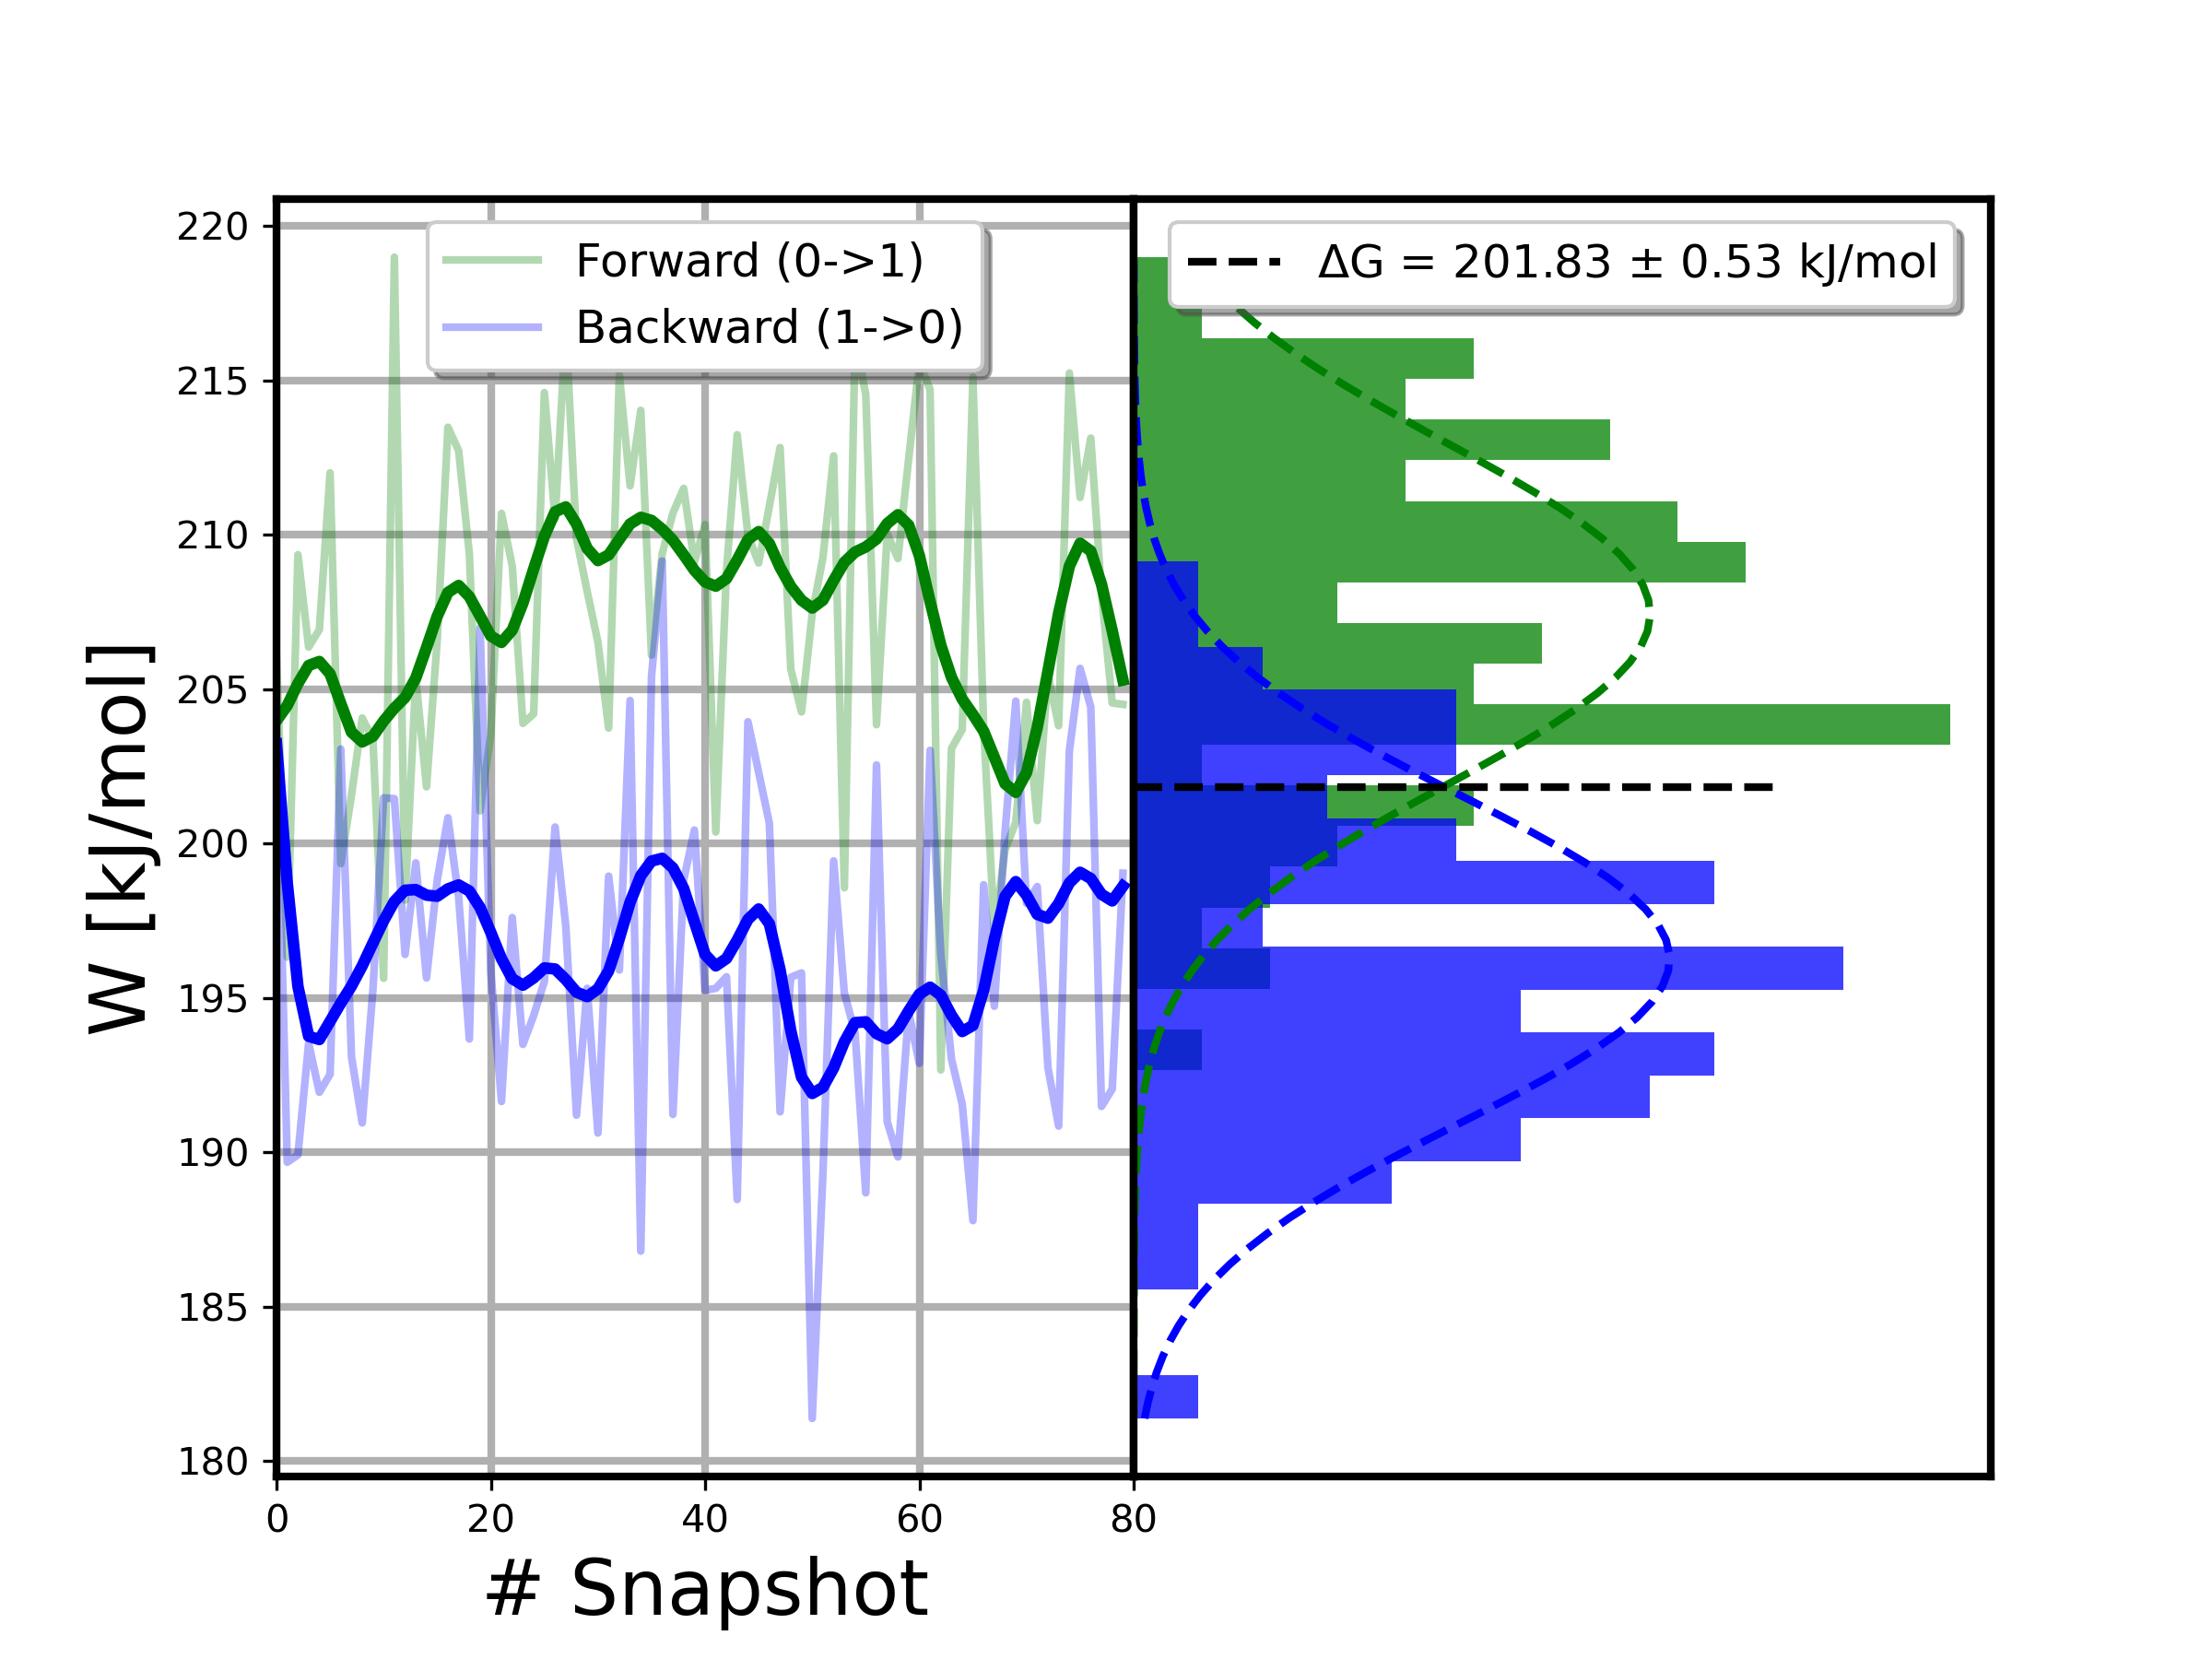 Forward (0->1)
Backward (1->0)
ΔG = 201.83 ± 0.53 kJ/mol
W [kJ/mol]
220
215
210
205
200
195
190
185
180
0 20 40 60 80
# Snapshot